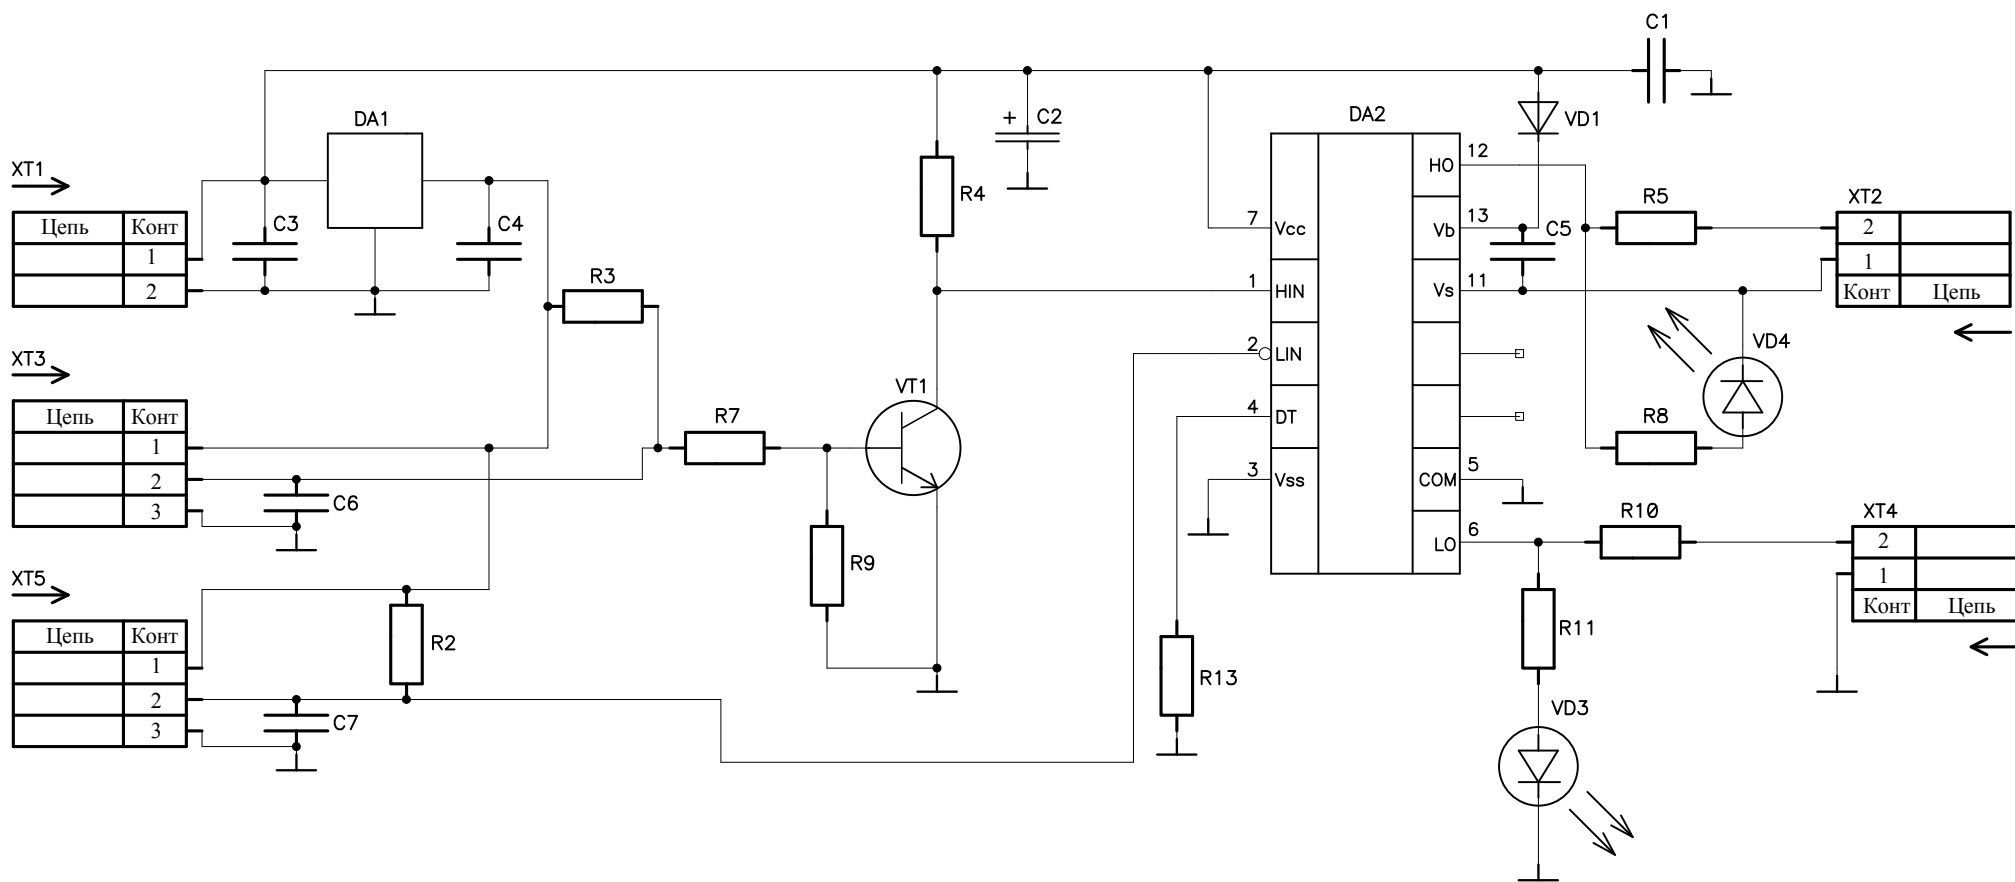 C1
DA1
+ C2
DA2
VD1
XT1
12
HO
R4
R5
XT2
Цепь Конт
C3
C4
7 Vcc
Vb 13
C5
2
1
1
2
R3
1 HIN
Vs 11
Конт Цепь
XT3
2 LIN
VD4
VT1
Цепь Конт
R7
4 DT
R8
1
2
3
C6
3 Vss
COM 5
R10
XT4
XT5
R9
LO 6
2
1
Конт Цепь
Цепь Конт
R2
R11
1
2
3
C7
R13
VD3